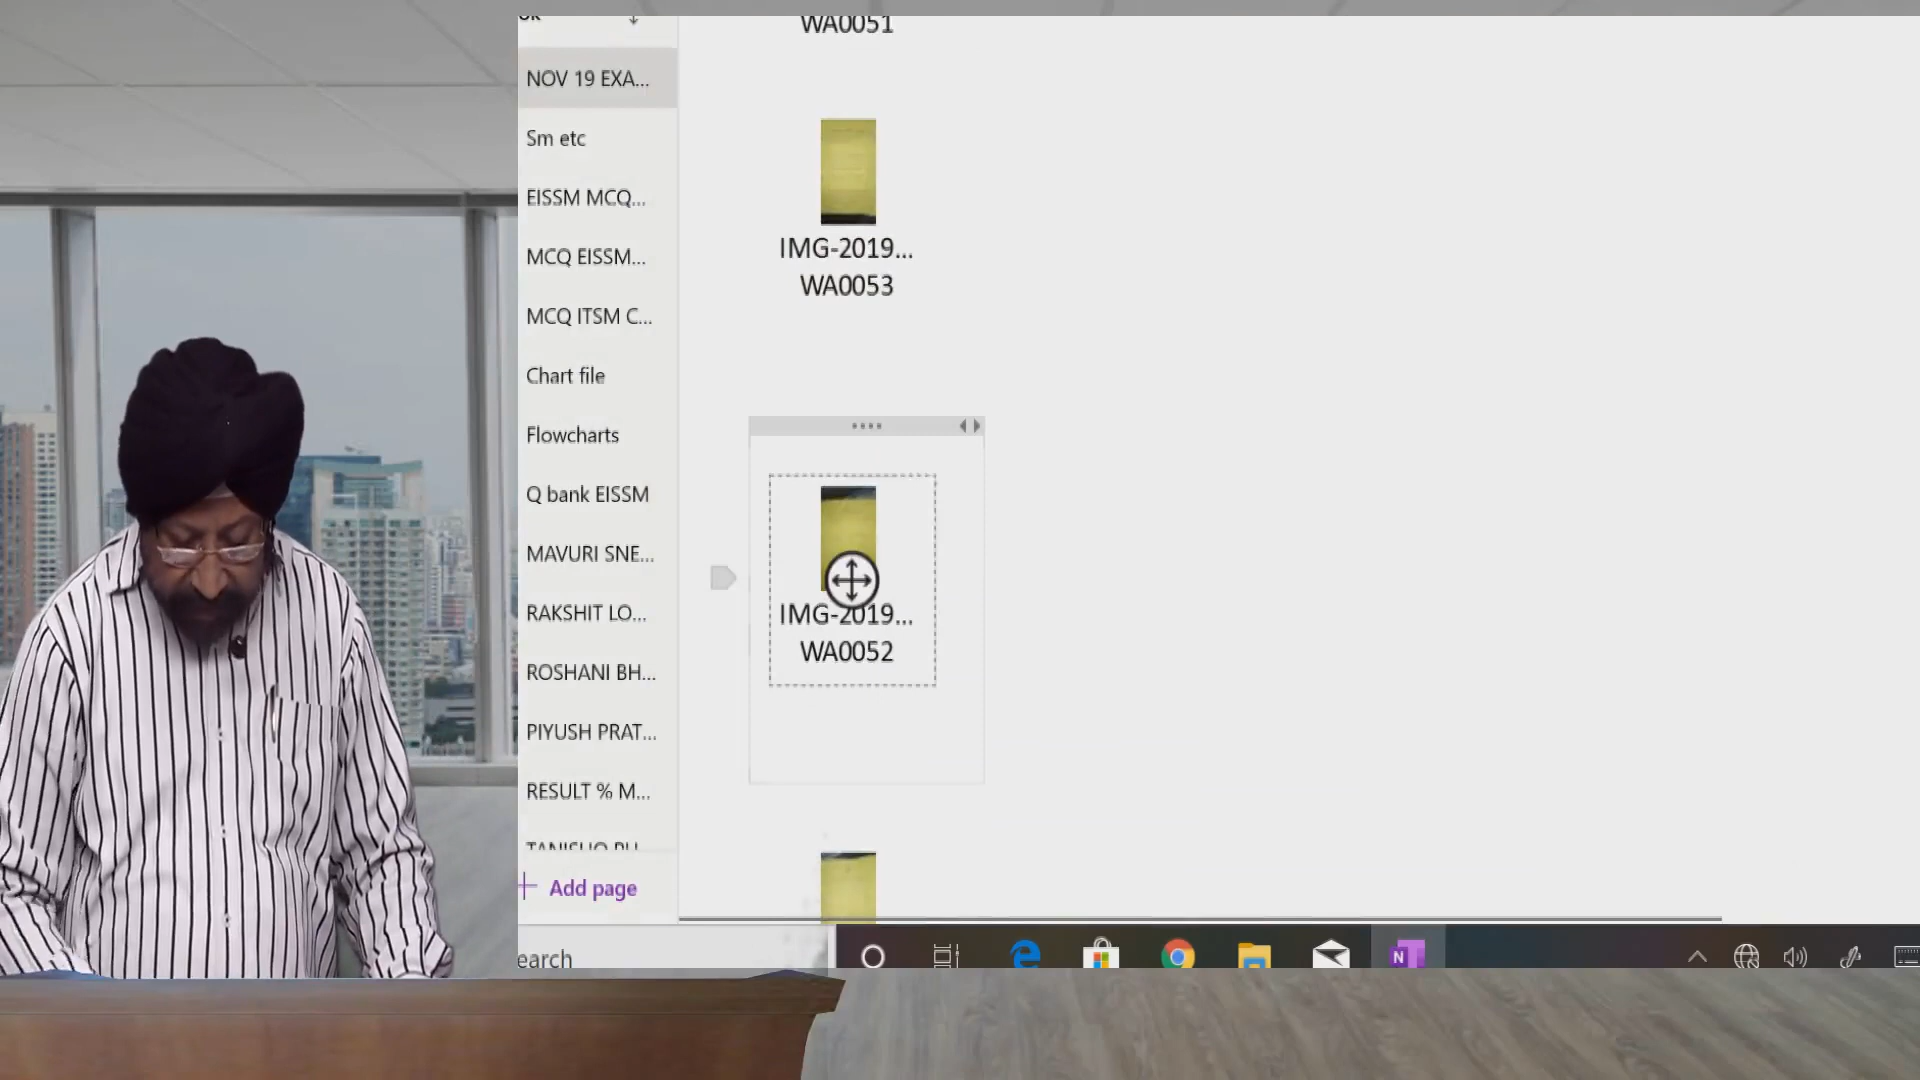 WA0051
NOV 19 EXA...
Sm etc
EISSM MCQ...
MCQ EISSM...
MCQ ITSM C...
Chart file
Flowcharts
Q bank EISSM
MAVURI SNE...
RAKSHIT LO...
ROSHANI BH...
PIYUSH PRAT...
RESULT % M...
Add page
earch
IMG-2019...
WA0053
IMG-2019...
WA0052
N